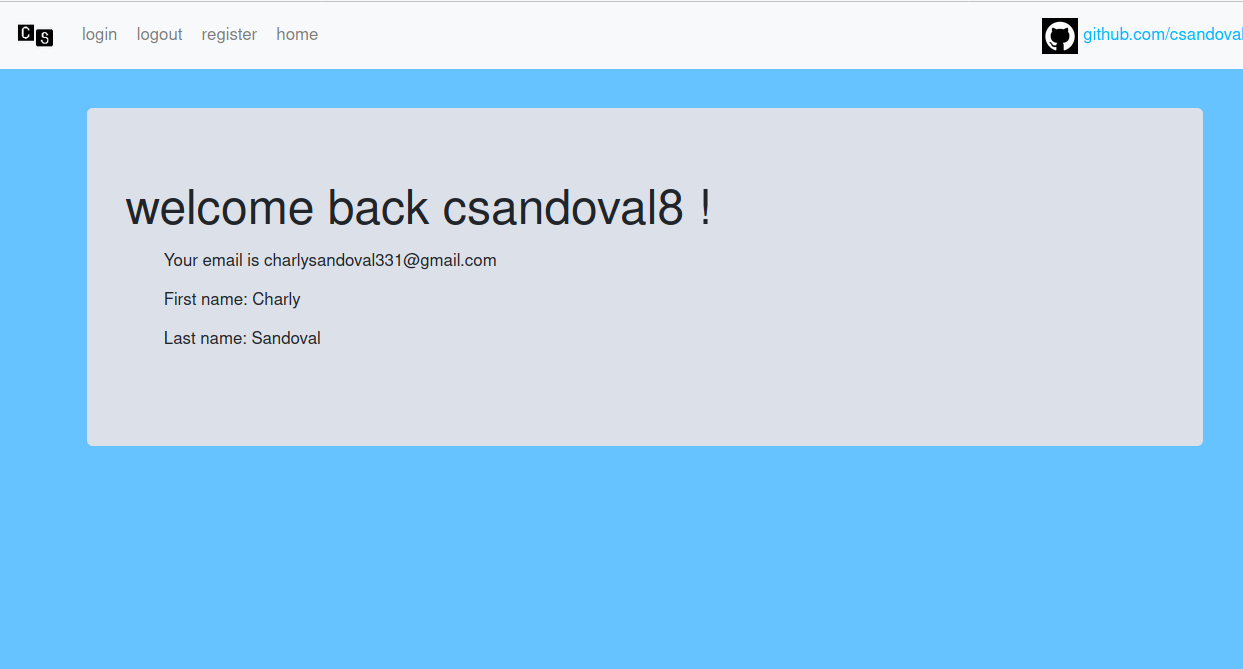 CS login logout register home github.com/csandoval
welcome back csandoval8 !
Your email is charlysandoval331@gmail.com
First name: Charly
Last name: Sandoval